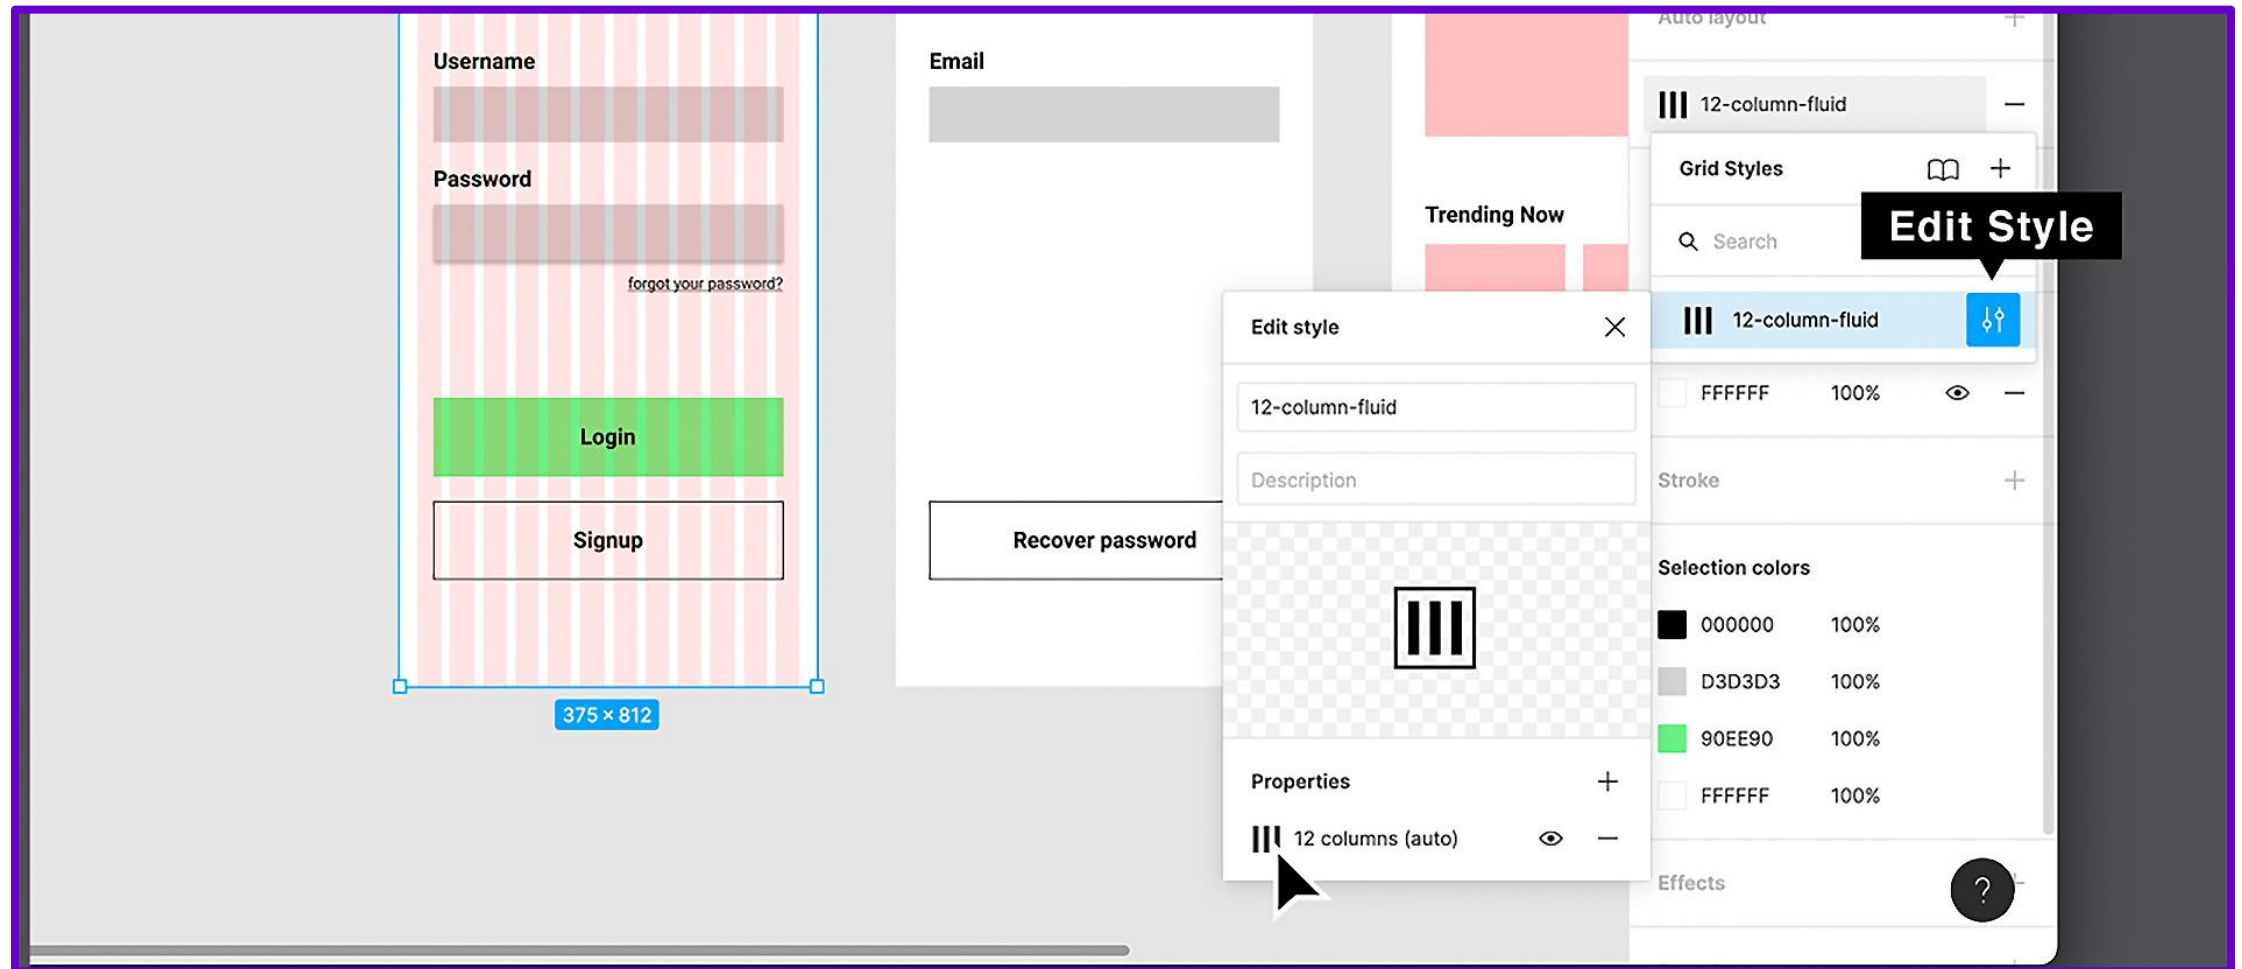 Username
Password
forgot your password?
Login
Signup
375 × 812
Email
Recover password
Trending Now
Edit style
12-column-fluid
Description
Properties
12 columns (auto)
Auto layout
12-column-fluid
Grid Styles
Edit Style
Search
12-column-fluid
FFFFFF 100%
Stroke
Selection colors
000000 100%
D3D3D3 100%
90EE90 100%
FFFFFF 100%
Effects
?